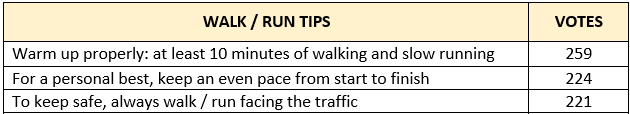 WALK / RUN TIPS VOTES
Warm up properly: at least 10 minutes of walking and slow running 259
For a personal best, keep an even pace from start to finish 224
To keep safe, always walk / run facing the traffic 221